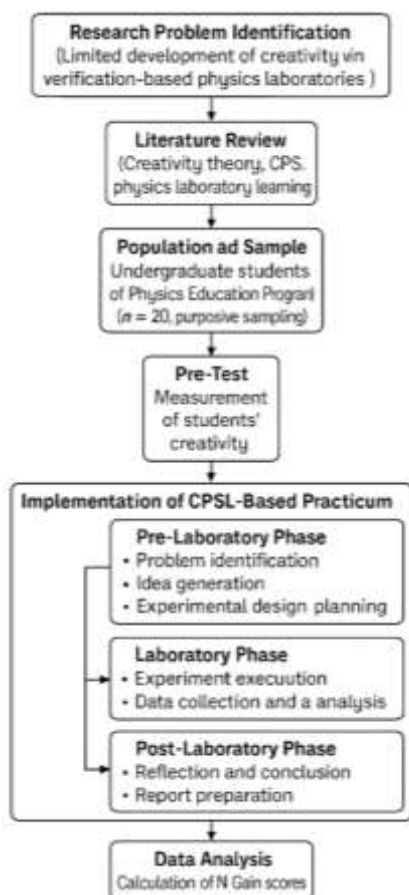 Research Problem Identification
(Limited development of creativity vin
verification-based physics laboratories )
Literature Review
(Creativity theory, CPS.
physics laboratory learning
Population ad Sample
Undergraduate students
of Physics Education Program
(n = 20, purposive sampling)
Pre-Test
Measurement
of students'
creativity
Implementation of CPSL-Based Practicum
Pre-Laboratory Phase
• Problem identification
• Idea generation
• Experimental design planning
Laboratory Phase
• Experiment execuution
• Data collection and a analysis
Post-Laboratory Phase
• Reflection and conclusion
• Report preparation
Data Analysis
Calculation of N Gain scores